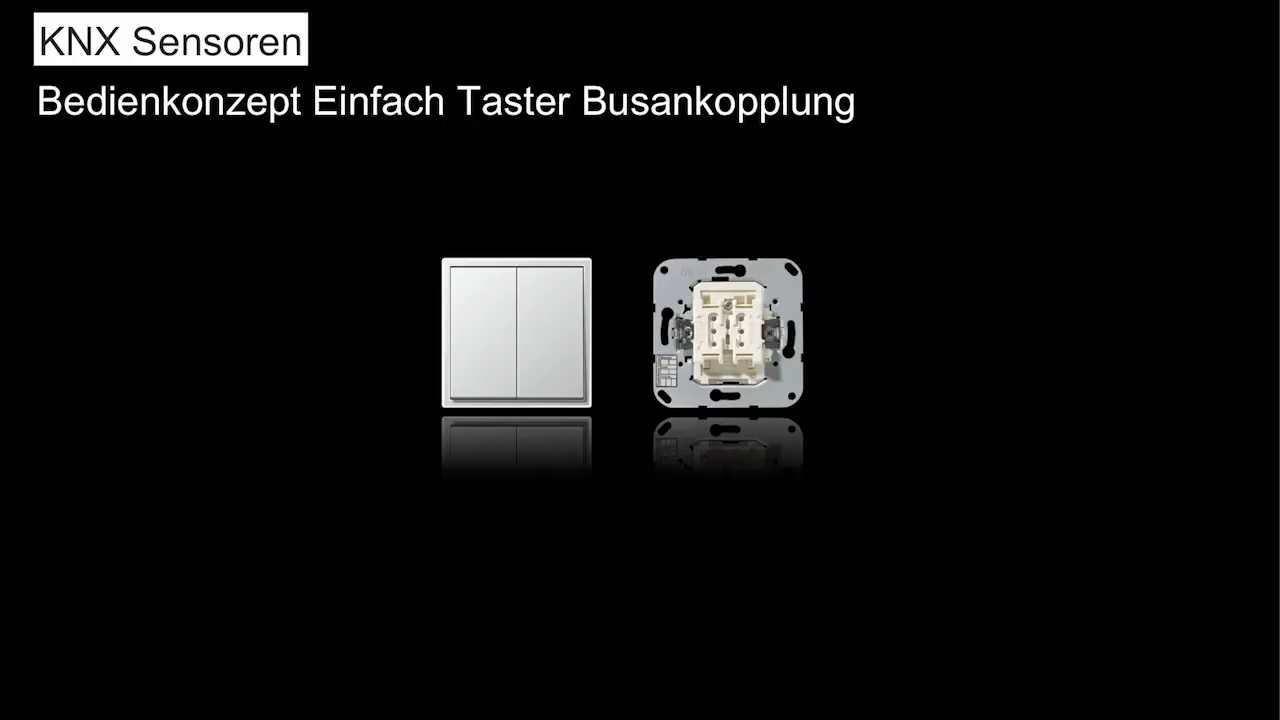 KNX Sensoren
Bedienkonzept Einfach Taster Busankopplung